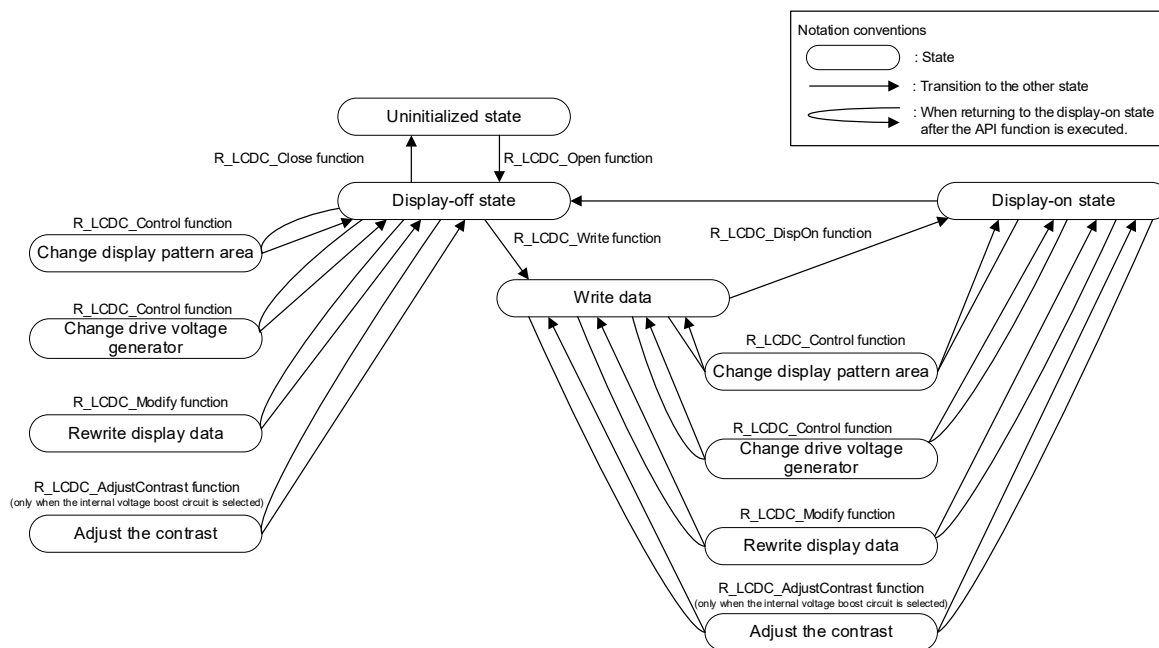 Notation conventions
: State
: Transition to the other state
: When returning to the display-on state
after the API function is executed.
Uninitialized state
R_LCDC_Close function
R_LCDC_Open function
Display-off state
Display-on state
R_LCDC_Control function
Change display pattern area
R_LCDC_Write function
R_LCDC_DispOn function
Write data
R_LCDC_Control function
Change drive voltage
generator
R_LCDC_Control function
Change display pattern area
R_LCDC_Modify function
Rewrite display data
R_LCDC_Control function
Change drive voltage
generator
R_LCDC_AdjustContrast function
(only when the internal voltage boost circuit is selected)
Adjust the contrast
R_LCDC_Modify function
Rewrite display data
R_LCDC_AdjustContrast function
(only when the internal voltage boost circuit is selected)
Adjust the contrast